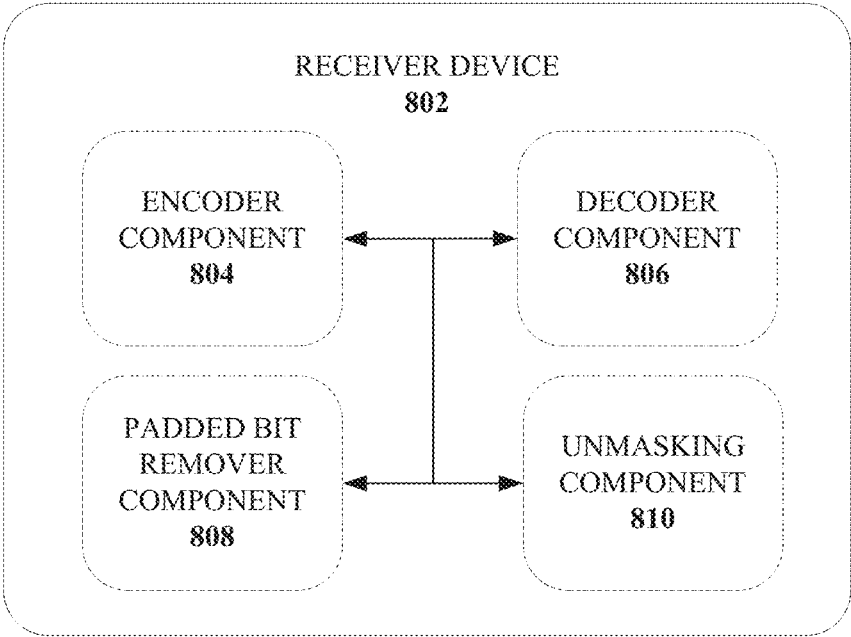 RECEIVER DEVICE
802
ENCODER
COMPONENT
804
DECODER
COMPONENT
806
PADDED BIT
REMOVER
COMPONENT
808
UNMASKING
COMPONENT
810